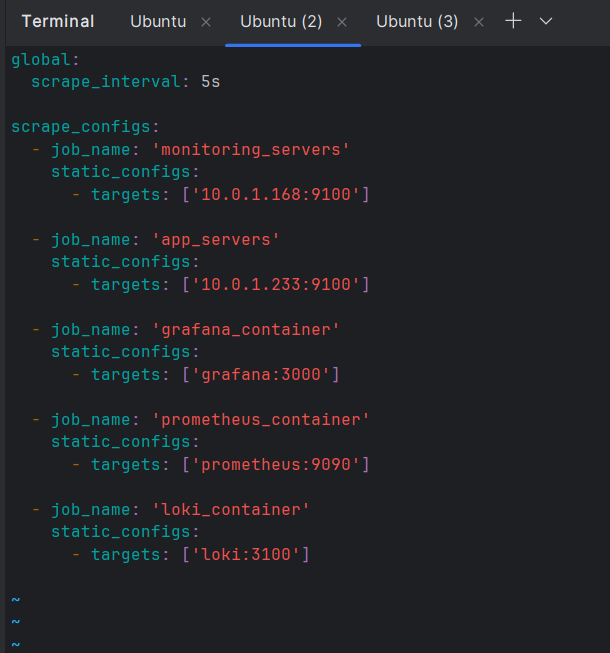 Terminal Ubuntu × Ubuntu (2) × Ubuntu (3) × +
global:
  scrape_interval: 5s

scrape_configs:
  - job_name: 'monitoring_servers'
    static_configs:
      - targets: ['10.0.1.168:9100']

  - job_name: 'app_servers'
    static_configs:
      - targets: ['10.0.1.233:9100']

  - job_name: 'grafana_container'
    static_configs:
      - targets: ['grafana:3000']

  - job_name: 'prometheus_container'
    static_configs:
      - targets: ['prometheus:9090']

  - job_name: 'loki_container'
    static_configs:
      - targets: ['loki:3100']

~
~
~